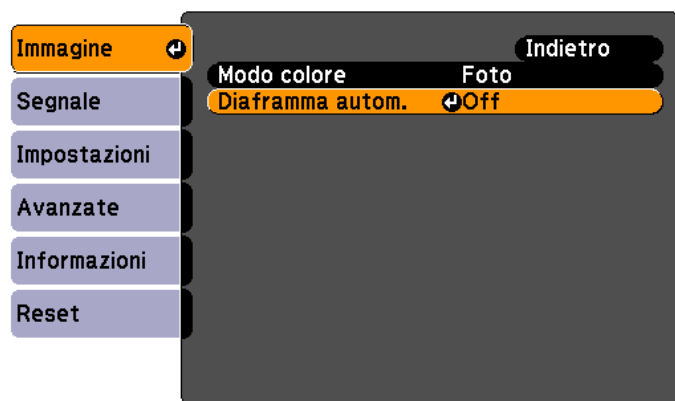 Immagine
Segnale
Impostazioni
Avanzate
Informazioni
Reset
Indietro
Modo colore Foto
Diaframma autom. Off